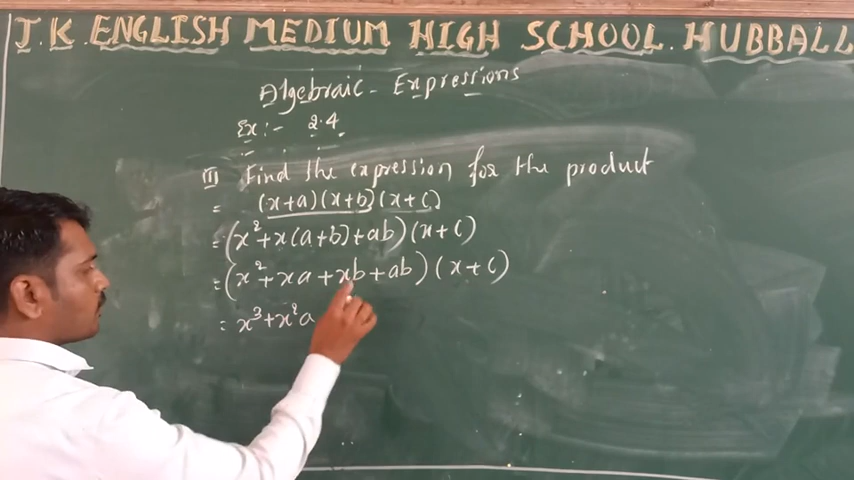 J.K. ENGLISH MEDIUM HIGH SCHOOL. HUBBALL
Algebraic - Expressions
Ex:- 2.4.
III Find the expression for the product
= (x+a)(x+b)(x+c)
= (x²+x(a+b)+ab)(x+c)
= (x²+xa+xb+ab)(x+c)
= x³+x²a